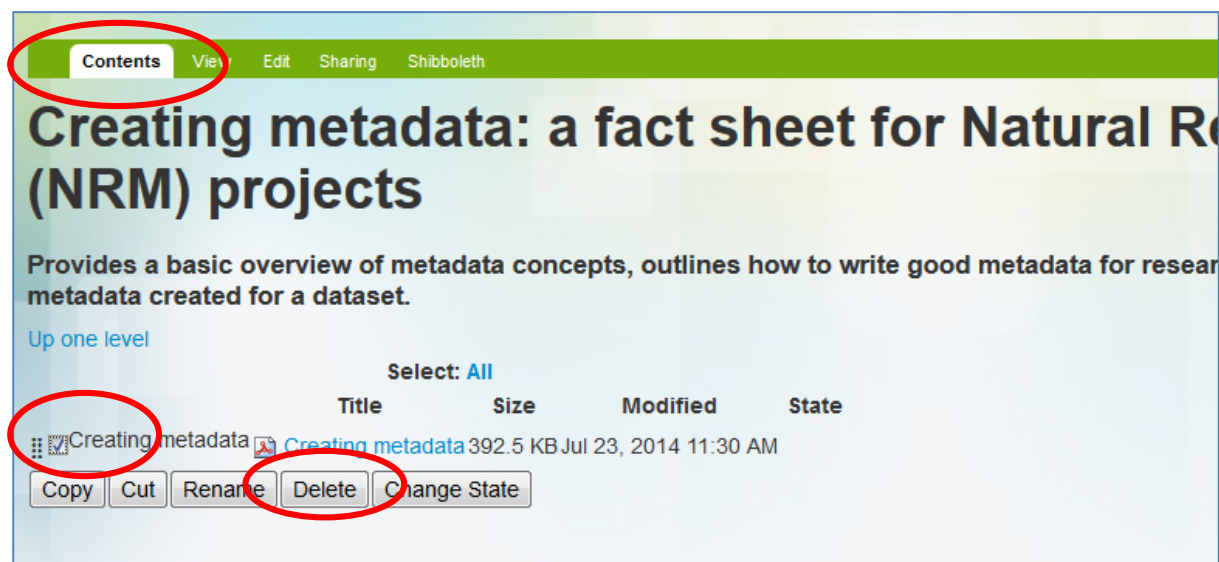 Contents View Edit Sharing Shibboleth
Creating metadata: a fact sheet for Natural
(NRM) projects
Provides a basic overview of metadata concepts, outlines how to write good metadata for
metadata created for a dataset.
Up one level
Select: All
Title Size Modified State
Creating metadata Creating metadata 392.5 KB Jul 23, 2014 11:30 AM
Copy Cut Rename Delete Change State